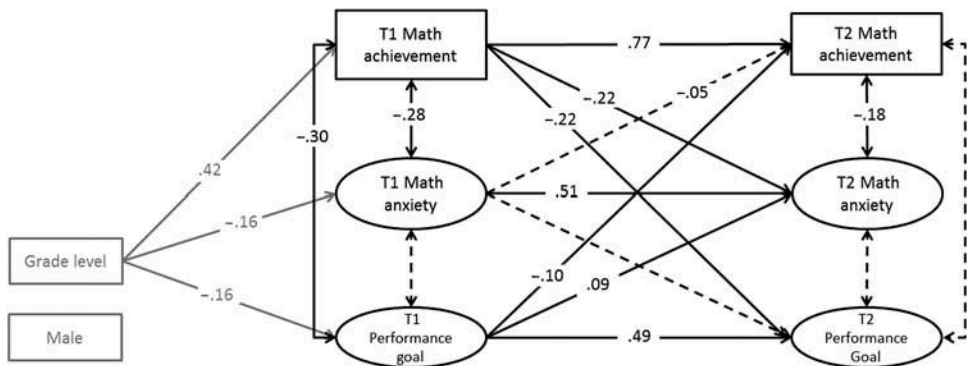 T1 Math
achievement
.77
T2 Math
achievement
−.22
−.05
−.28
−.22
−.18
−.30
.42
T1 Math
anxiety
.51
T2 Math
anxiety
−.16
Grade level
−.16
−.10
.09
Male
T1
Performance
goal
.49
T2
Performance
Goal